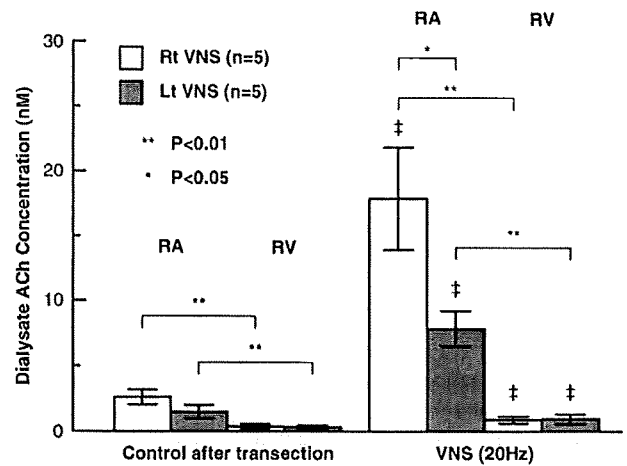 RA RV
30
Rt VNS (n=5)
Lt VNS (n=5)
** P<0.01
* P<0.05
*
**
‡
20
RA RV
**
‡
10
**
**
‡ ‡
0
Dialysate ACh Concentration (nM)
Control after transection VNS (20Hz)